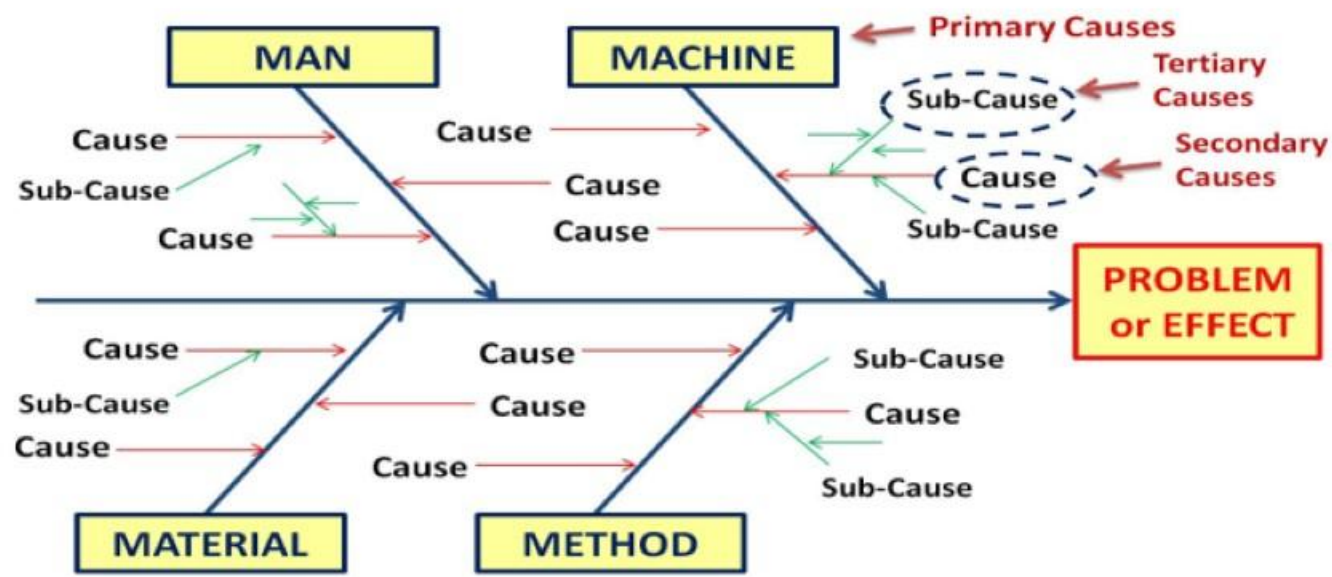 Primary Causes
MAN
MACHINE
Tertiary
Causes
Sub-Cause
Cause
Cause
Sub-Cause
Secondary
Causes
Cause
Cause
Cause
Cause
Sub-Cause
PROBLEM
or EFFECT
Cause
Cause
Sub-Cause
Sub-Cause
Cause
Cause
Cause
Cause
Sub-Cause
MATERIAL
METHOD